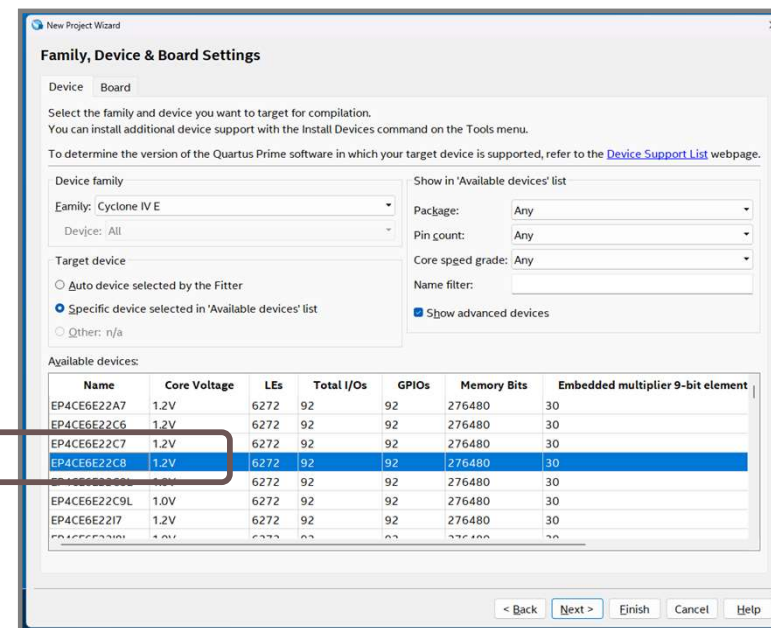 New Project Wizard
Family, Device & Board Settings
Device Board
Select the family and device you want to target for compilation.
You can install additional device support with the Install Devices command on the Tools menu.
To determine the version of the Quartus Prime software in which your target device is supported, refer to the Device Support List webpage.
Device family
Family: Cyclone IV E
Device: All
Target device
Auto device selected by the Fitter
Specific device selected in 'Available devices' list
Other: n/a
Show in 'Available devices' list
Package: Any
Pin count: Any
Core speed grade: Any
Name filter:
Show advanced devices
Available devices:
Name Core Voltage LEs Total I/Os GPIOs Memory Bits Embedded multiplier 9-bit element
EP4CE6E22A7 1.2V 6272 92 92 276480 30
EP4CE6E22C6 1.2V 6272 92 92 276480 30
EP4CE6E22C7 1.2V 6272 92 92 276480 30
EP4CE6E22C8 1.2V 6272 92 92 276480 30
6272 92 92 276480 30
EP4CE6E22C9L 1.0V 6272 92 92 276480 30
EP4CE6E22I7 1.2V 6272 92 92 276480 30
< Back Next > Finish Cancel Help